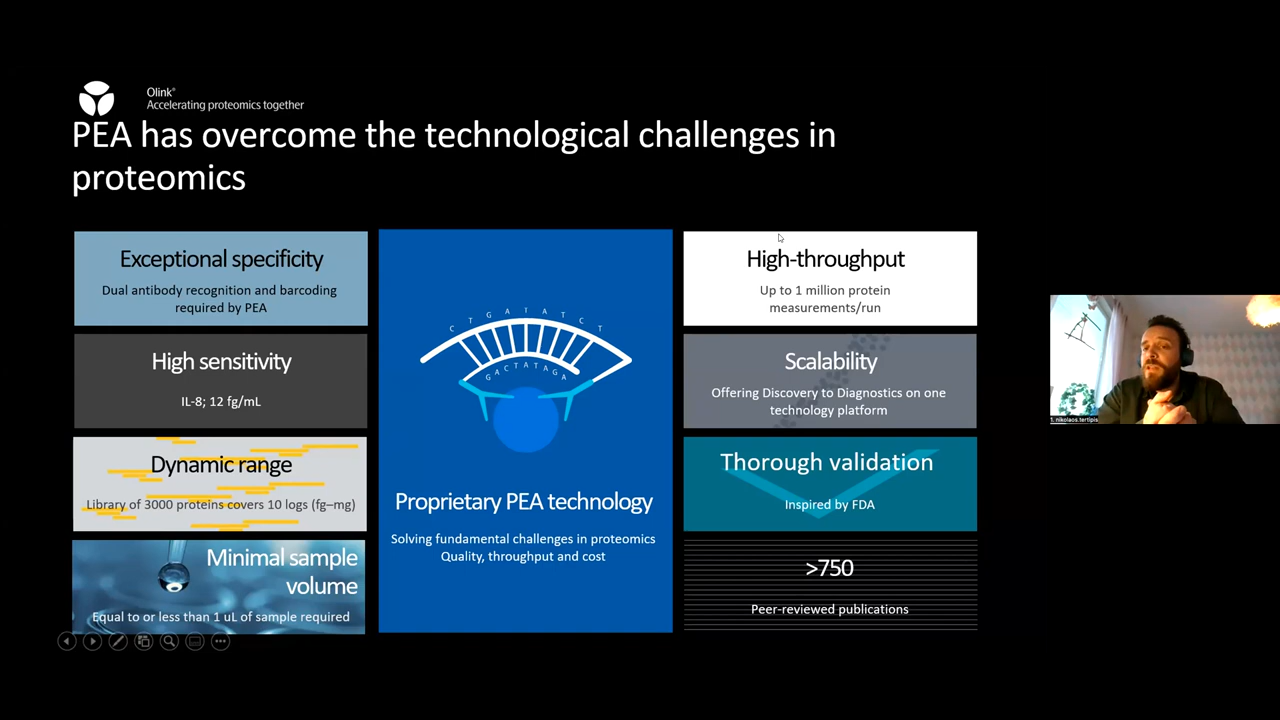 Olink®
Accelerating proteomics together
PEA has overcome the technological challenges in
proteomics
Exceptional specificity
Dual antibody recognition and barcoding
required by PEA
High sensitivity
IL-8; 12 fg/mL
Dynamic range
Library of 3000 proteins covers 10 logs (fg–mg)
Minimal sample
volume
Equal to or less than 1 uL of sample required
C T G A T A T C T
G A C T A T A G A
Proprietary PEA technology
Solving fundamental challenges in proteomics
Quality, throughput and cost
High-throughput
Up to 1 million protein
measurements/run
Scalability
Offering Discovery to Diagnostics on one
technology platform
Thorough validation
Inspired by FDA
>750
Peer-reviewed publications
1. nikolaos.tertipis